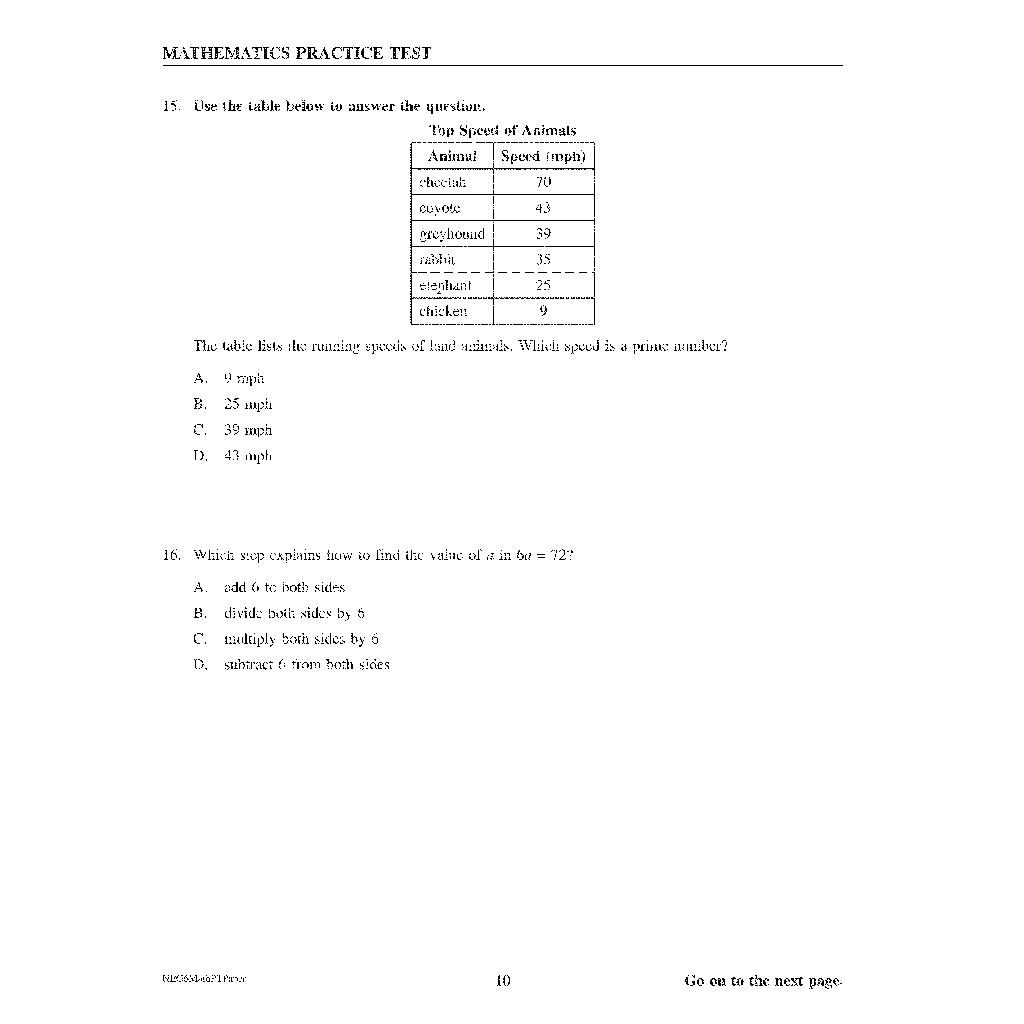 MATHEMATICS PRACTICE TEST
15. Use the table below to answer the question.
Top Speed of Animals
Animal Speed (mph)
cheetah 70
coyote 43
greyhound 39
rabbit 35
elephant 25
chicken 9
The table lists the running speeds of land animals. Which speed is a prime number?
A. 9 mph
B. 25 mph
C. 39 mph
D. 43 mph
16. Which step explains how to find the value of a in 6a = 72?
A. add 6 to both sides
B. divide both sides by 6
C. multiply both sides by 6
D. subtract 6 from both sides
10
Go on to the next page.